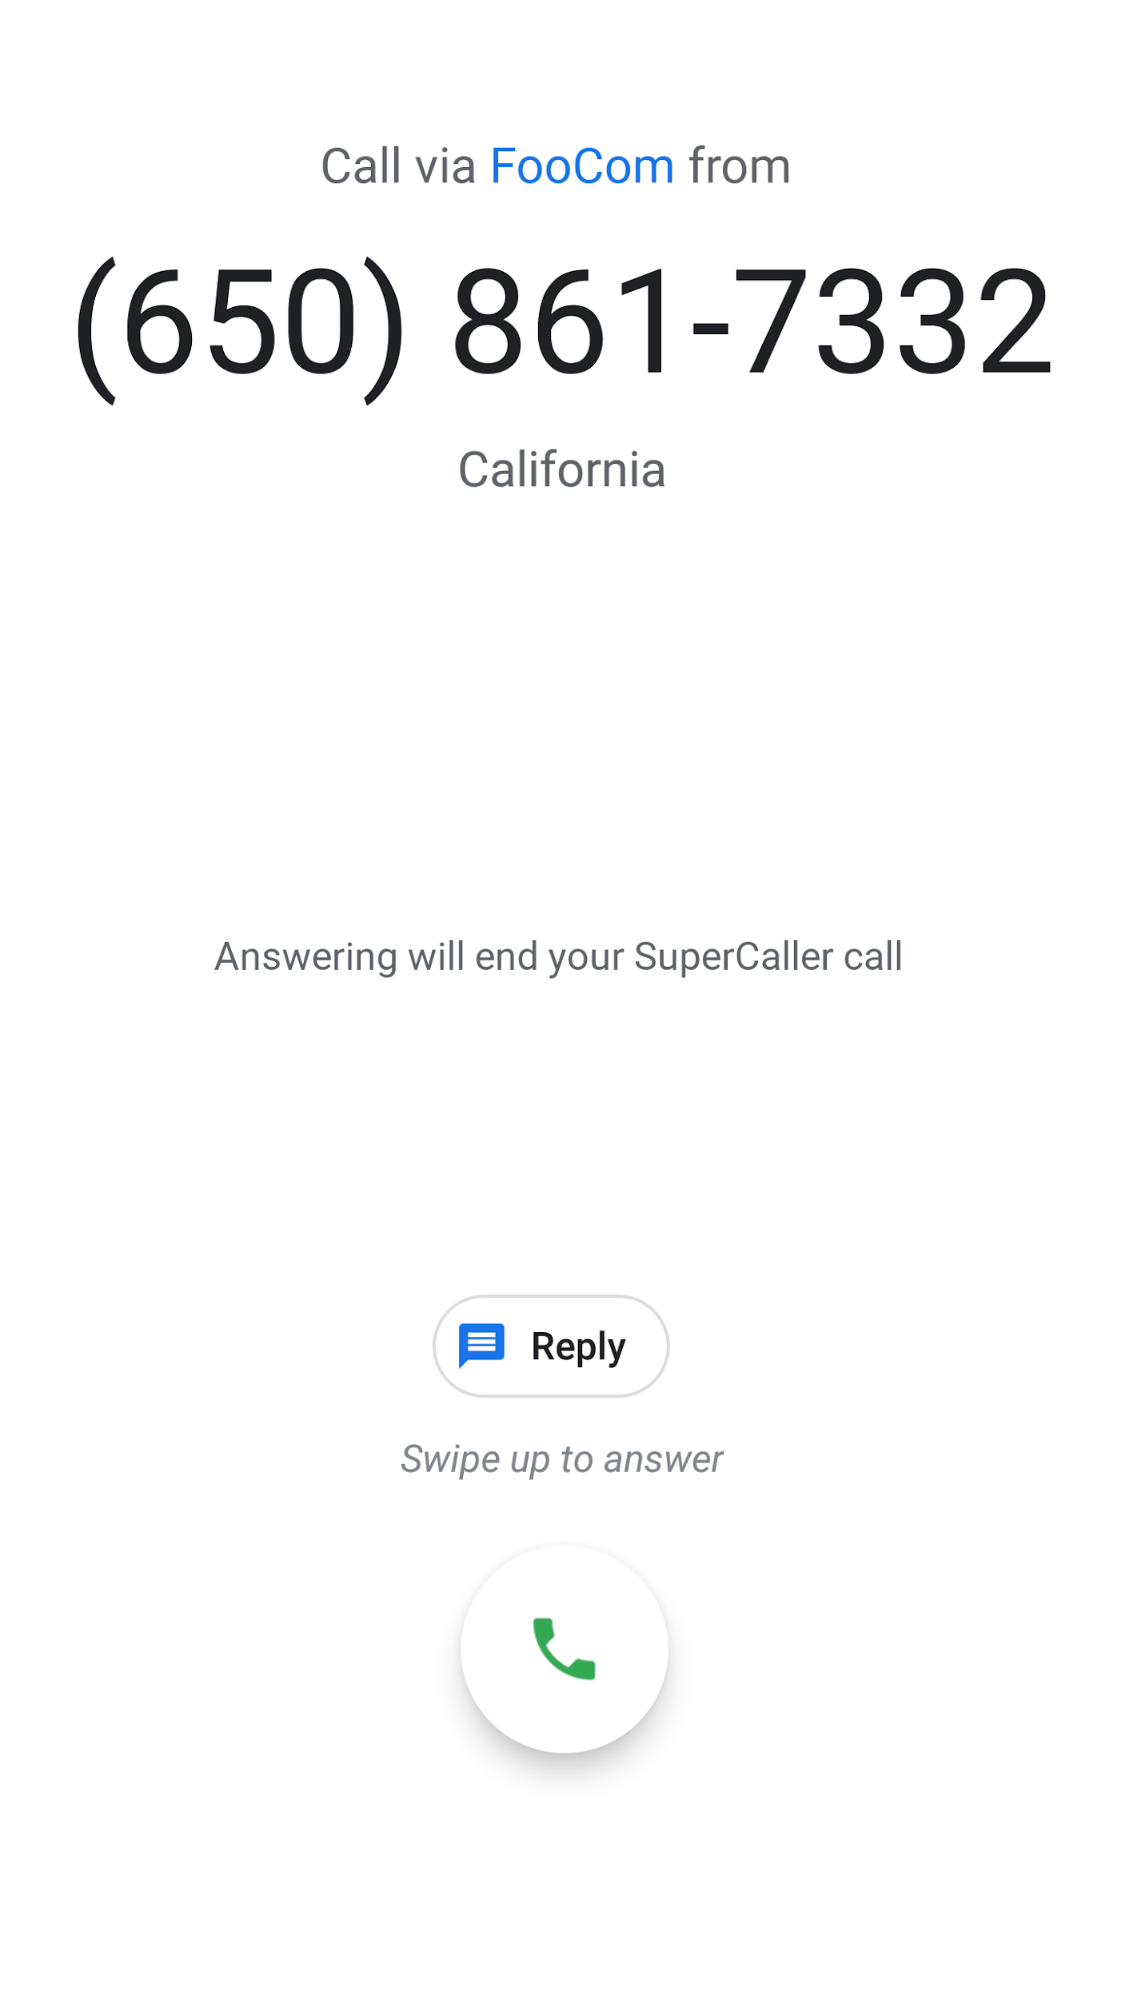 Call via FooCom from
(650) 861-7332
California
Answering will end your SuperCaller call
Reply
Swipe up to answer